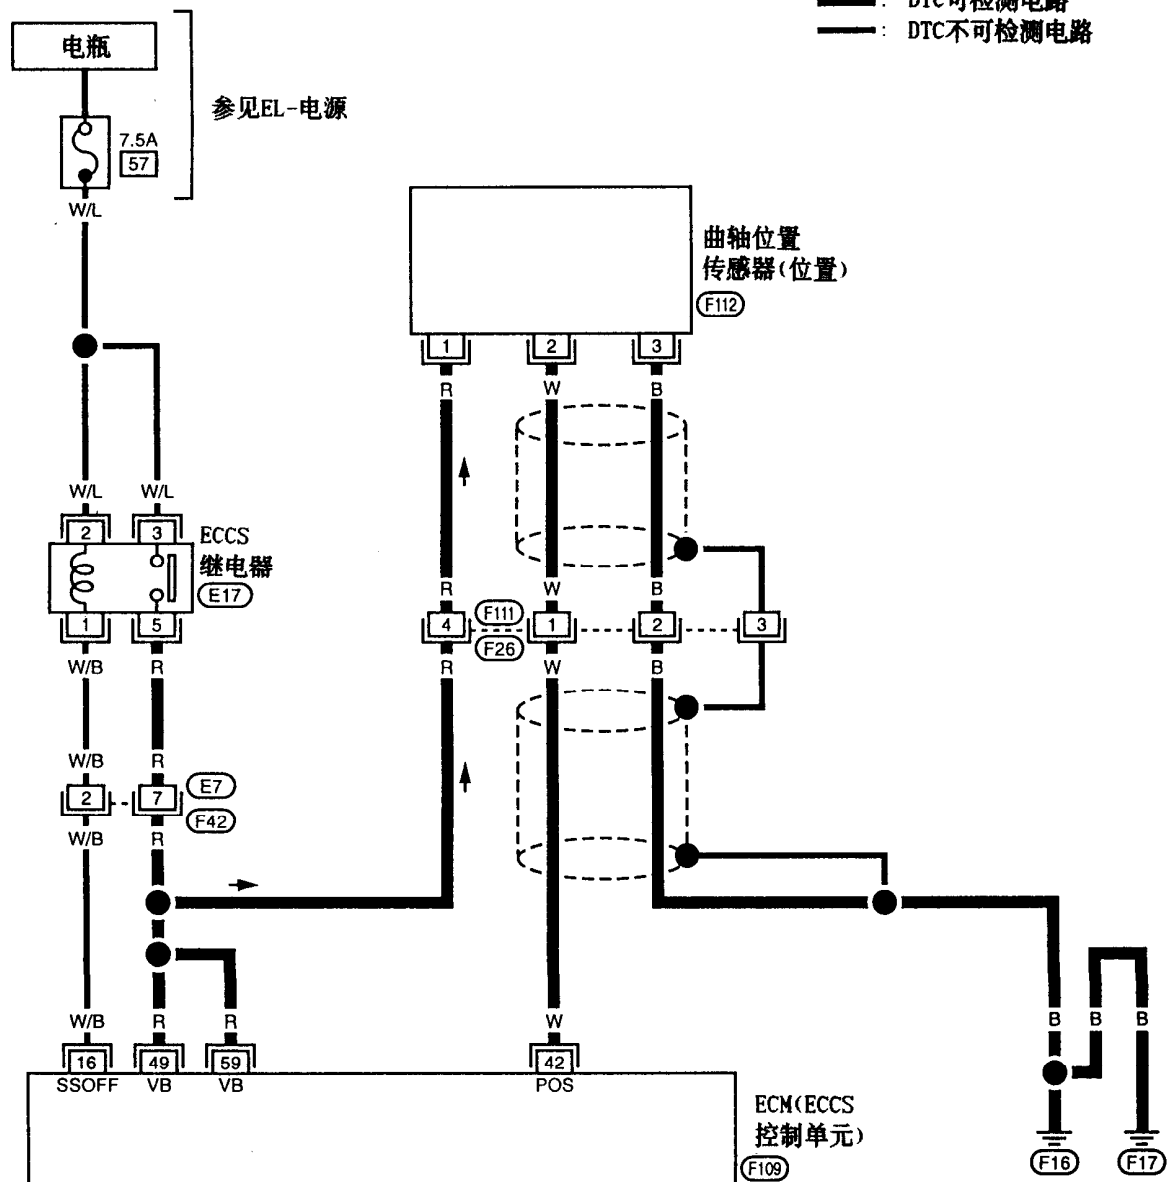 : DTC可检测电路
: DTC不可检测电路
电瓶
参见EL-电源
7.5A
57
W/L
曲轴位置
传感器(位置)
F112
1 2 3
R W B
W/L W/L
2 3
ECCS
继电器
E17
1 5
W/B R
R W B
4 F111 1 2 3
F26
R W B
W/B R
2 7 E7
F42
W/B R
W/B R R W
16 49 59 42
SSOFF VB VB POS
B B B
ECM(ECCS
控制单元)
F109
F16 F17